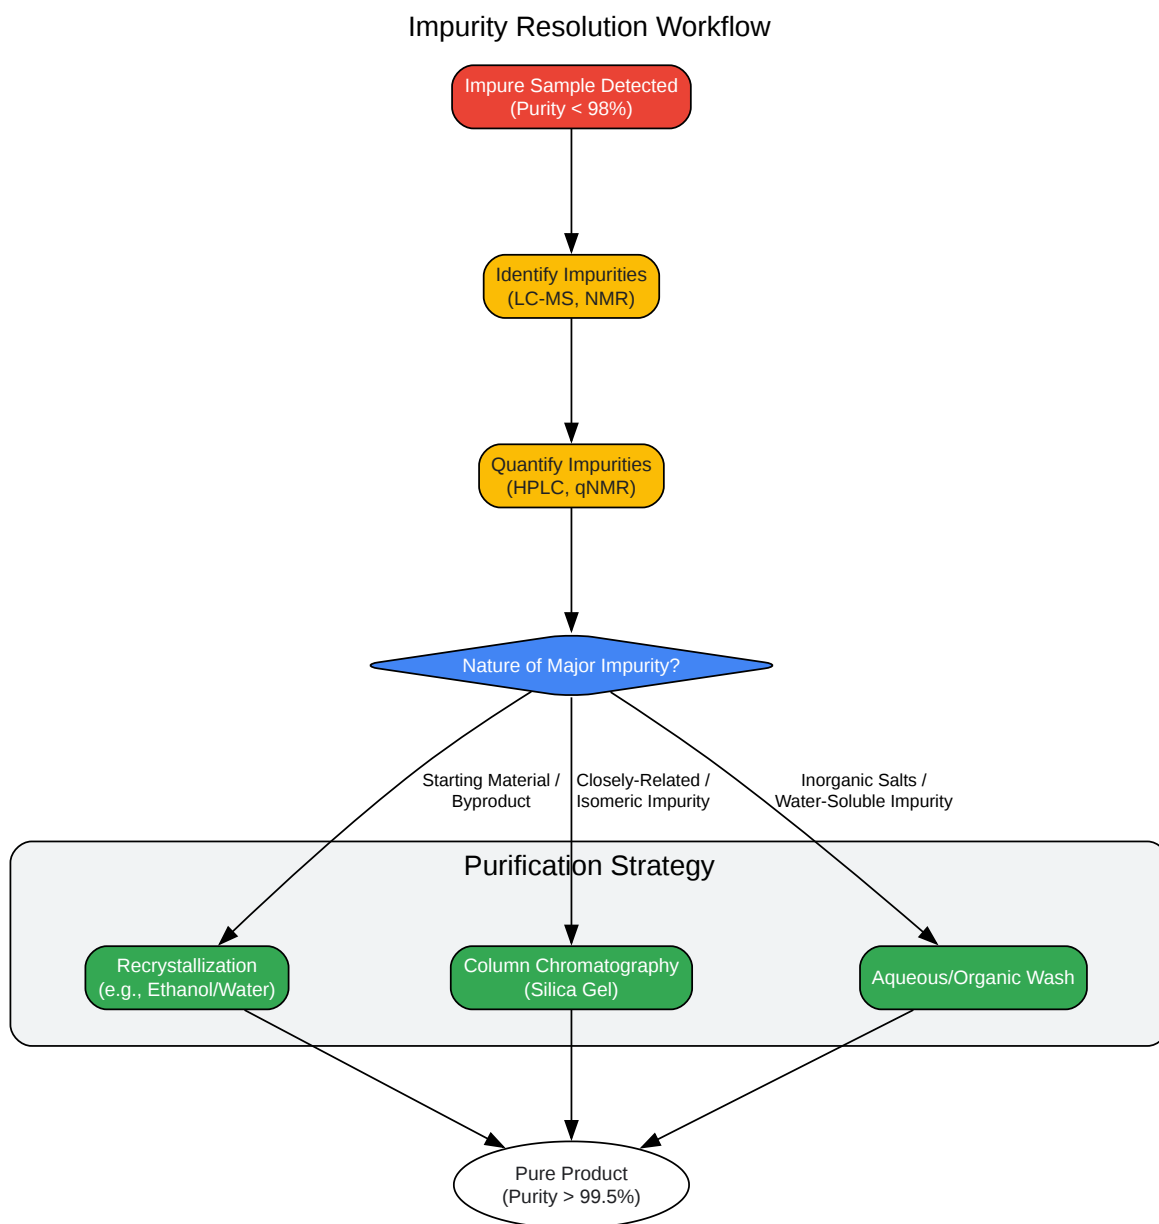 Impurity Resolution Workflow
Impure Sample Detected
(Purity < 98%)
Identify Impurities
(LC-MS, NMR)
Quantify Impurities
(HPLC, qNMR)
Nature of Major Impurity?
Starting Material /
Byproduct
Closely-Related /
Isomeric Impurity
Inorganic Salts /
Water-Soluble Impurity
Purification Strategy
Recrystallization
(e.g., Ethanol/Water)
Column Chromatography
(Silica Gel)
Aqueous/Organic Wash
Pure Product
(Purity > 99.5%)